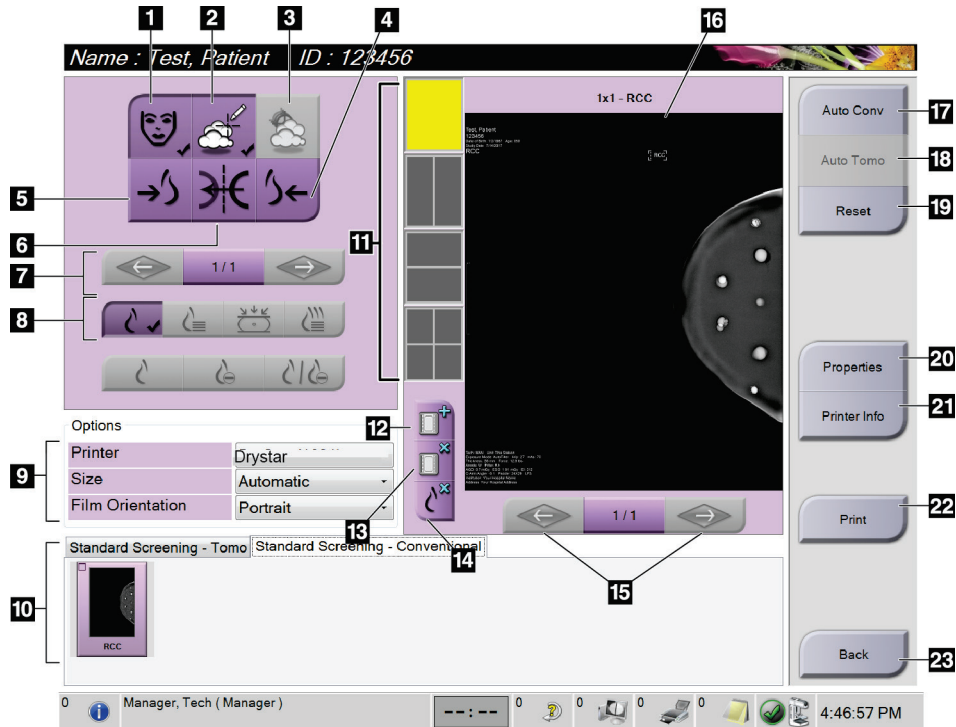 1
2
3
4
16
Name : Test, Patient ID : 123456
1x1 - RCC
Auto Conv
17
Test, Patient
123456
RCC
RCC
Auto Tomo
18
5
Reset
19
6
11
7
1 / 1
8
Properties
20
Printer Info
21
Options
12
9
Printer
Drystar
Size
Automatic
Film Orientation
Portrait
13
14
1 / 1
15
Print
22
Standard Screening - Tomo
Standard Screening - Conventional
10
RCC
Back
23
0
Manager, Tech ( Manager )
--:--
0
0
0
0
4:46:57 PM